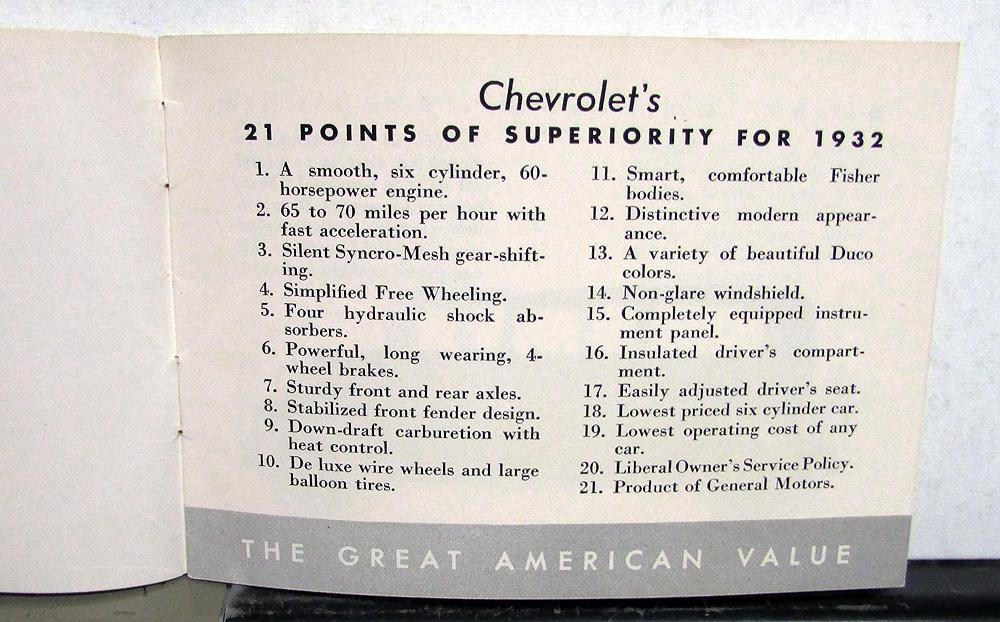 Chevrolet's
21 POINTS OF SUPERIORITY FOR 1932
1. A smooth, six cylinder, 60-
horsepower engine.
2. 65 to 70 miles per hour with
fast acceleration.
3. Silent Syncro-Mesh gear-shift-
ing.
4. Simplified Free Wheeling.
5. Four hydraulic shock ab-
sorbers.
6. Powerful, long wearing, 4-
wheel brakes.
7. Sturdy front and rear axles.
8. Stabilized front fender design.
9. Down-draft carburetion with
heat control.
10. De luxe wire wheels and large
balloon tires.
11. Smart, comfortable Fisher
bodies.
12. Distinctive modern appear-
ance.
13. A variety of beautiful Duco
colors.
14. Non-glare windshield.
15. Completely equipped instru-
ment panel.
16. Insulated driver's compart-
ment.
17. Easily adjusted driver's seat.
18. Lowest priced six cylinder car.
19. Lowest operating cost of any
car.
20. Liberal Owner's Service Policy.
21. Product of General Motors.
THE GREAT AMERICAN VALUE